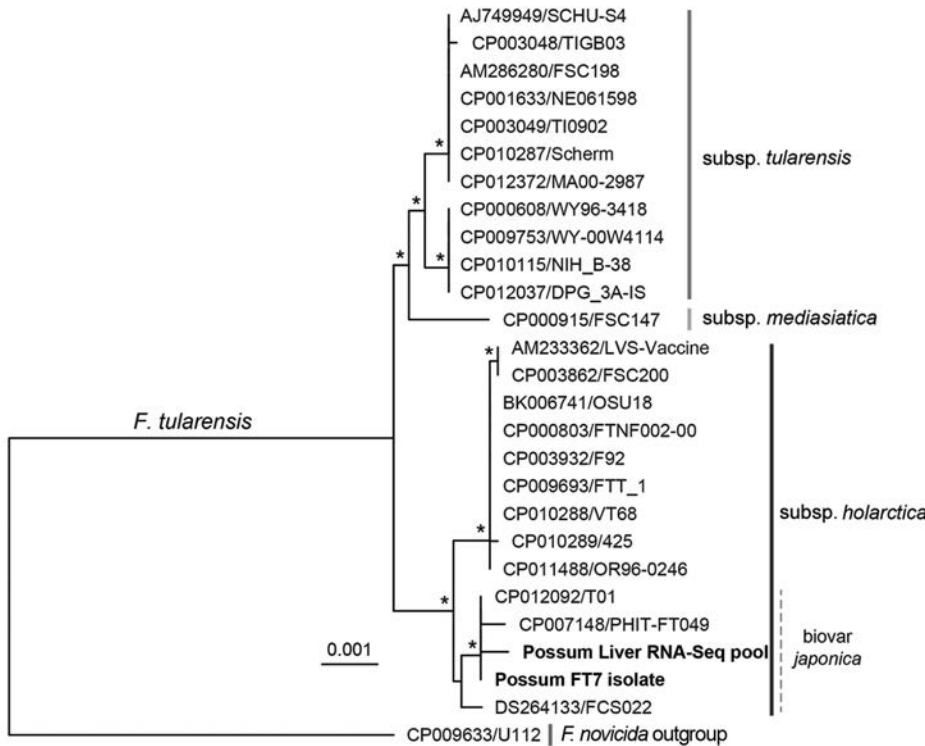 AJ749949/SCHU-S4
CP003048/TIGB03
AM286280/FSC198
CP001633/NE061598
CP003049/TI0902
*
CP010287/Scherm
subsp. tularensis
CP012372/MA00-2987
*
CP000608/WY96-3418
CP009753/WY-00W4114
*
*
CP010115/NIH_B-38
CP012037/DPG_3A-IS
CP000915/FSC147
subsp. mediasiatica
*
AM233362/LVS-Vaccine
CP003862/FSC200
BK006741/OSU18
F. tularensis
CP000803/FTNF002-00
CP003932/F92
CP009693/FTT_1
CP010288/VT68
subsp. holarctica
*
CP010289/425
CP011488/OR96-0246
*
CP012092/T01
CP007148/PHIT-FT049
*
0.001
Possum Liver RNA-Seq pool
biovar
japonica
Possum FT7 isolate
DS264133/FCS022
CP009633/U112
F. novicida outgroup